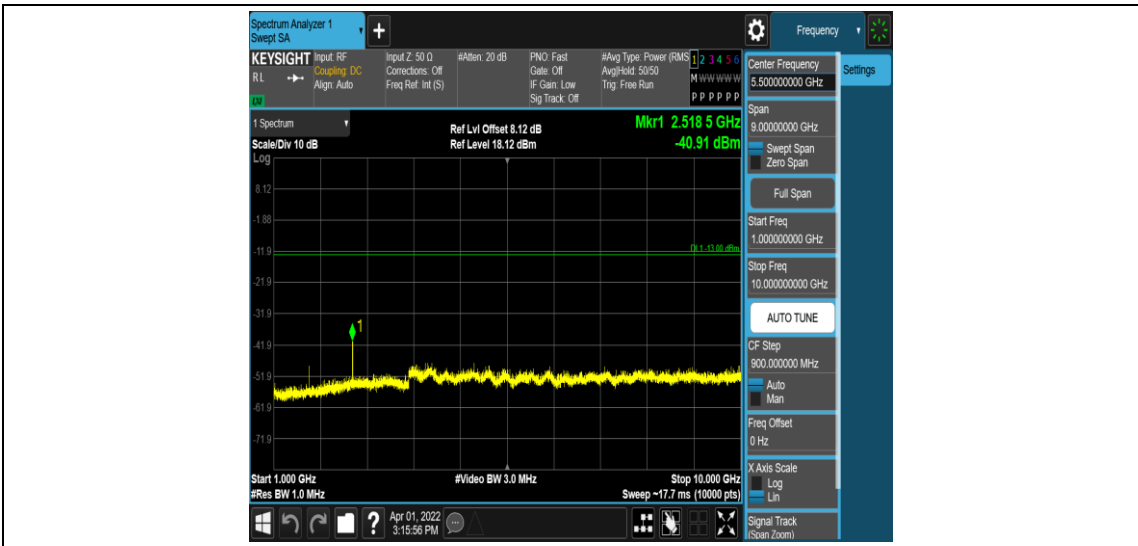 Spectrum Analyzer 1
Swept SA
+
Frequency
KEYSIGHT
RL
LXI
Input: RF
Coupling: DC
Align: Auto
Input Z: 50 Ω
Corrections: Off
Freq Ref: Int (S)
#Atten: 20 dB
PNO: Fast
Gate: Off
IF Gain: Low
Sig Track: Off
#Avg Type: Power (RMS
Avg|Hold: 50/50
Trig: Free Run
1 2 3 4 5 6
M W W W W W
P P P P P P
1 Spectrum
Scale/Div 10 dB
Log
Ref Lvl Offset 8.12 dB
Ref Level 18.12 dBm
Mkr1 2.518 5 GHz
-40.91 dBm
8.12
-1.88
-11.9
DL1 -13.00 dBm
-21.9
-31.9
1
-41.9
-51.9
-61.9
-71.9
Start 1.000 GHz
#Res BW 1.0 MHz
#Video BW 3.0 MHz
Stop 10.000 GHz
Sweep ~17.7 ms (10000 pts)
Center Frequency
5.500000000 GHz
Settings
Span
9.00000000 GHz
Swept Span
Zero Span
Full Span
Start Freq
1.000000000 GHz
Stop Freq
10.000000000 GHz
AUTO TUNE
CF Step
900.000000 MHz
Auto
Man
Freq Offset
0 Hz
X Axis Scale
Log
Lin
Signal Track
(Span Zoom)
?
Apr 01, 2022
3:15:56 PM